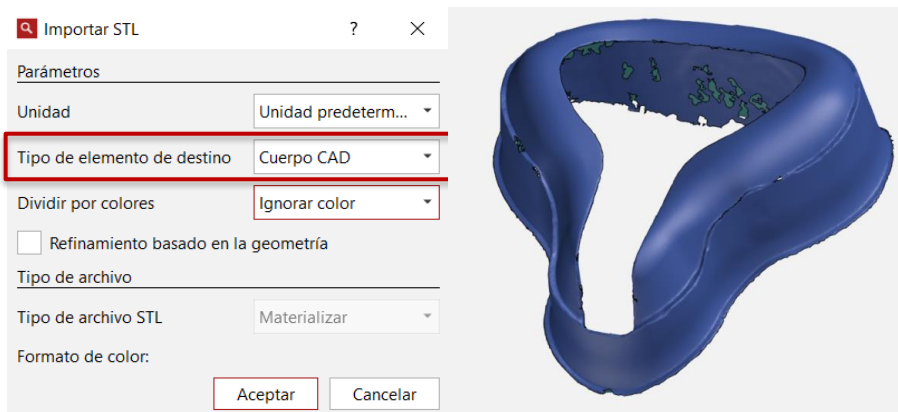 Importar STL
?
Parámetros
Unidad
Unidad predeterm...
Tipo de elemento de destino
Cuerpo CAD
Dividir por colores
Ignorar color
Refinamiento basado en la geometría
Tipo de archivo
Tipo de archivo STL
Materializar
Formato de color:
Aceptar
Cancelar